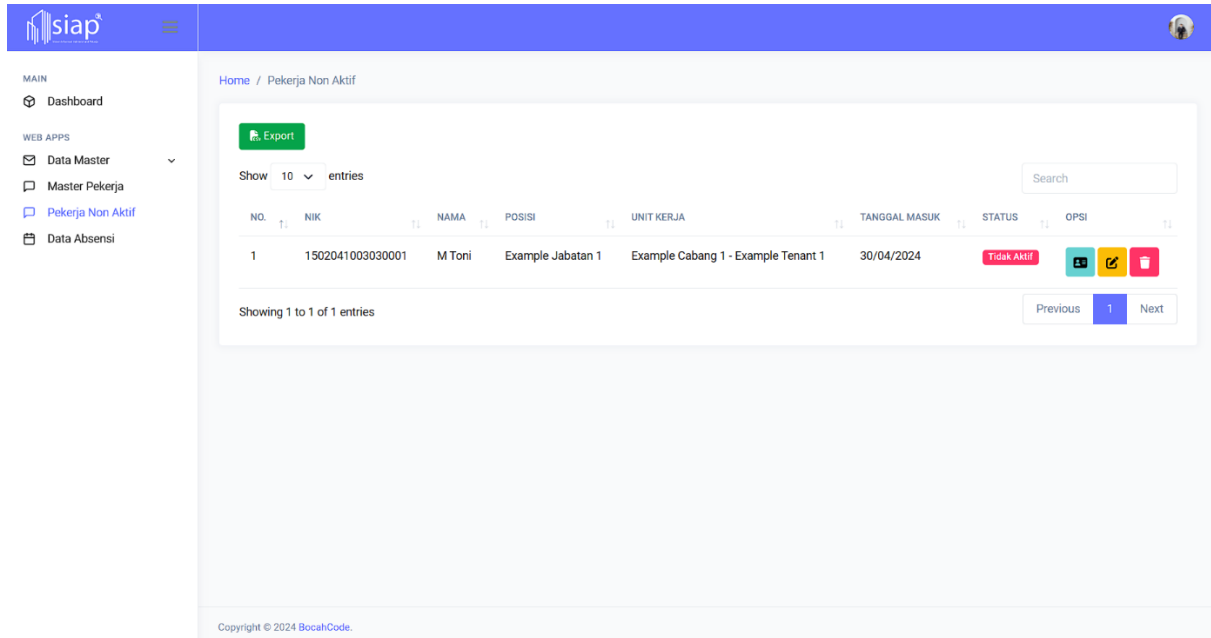 siap
MAIN
Dashboard
WEB APPS
Data Master
Master Pekerja
Pekerja Non Aktif
Data Absensi
Home / Pekerja Non Aktif
Export
Show 10 entries
Search
NO. NIK NAMA POSISI UNIT KERJA TANGGAL MASUK STATUS OPSI
1 1502041003030001 M Toni Example Jabatan 1 Example Cabang 1 - Example Tenant 1 30/04/2024 Tidak Aktif
Showing 1 to 1 of 1 entries
Previous 1 Next
Copyright © 2024 BocahCode.